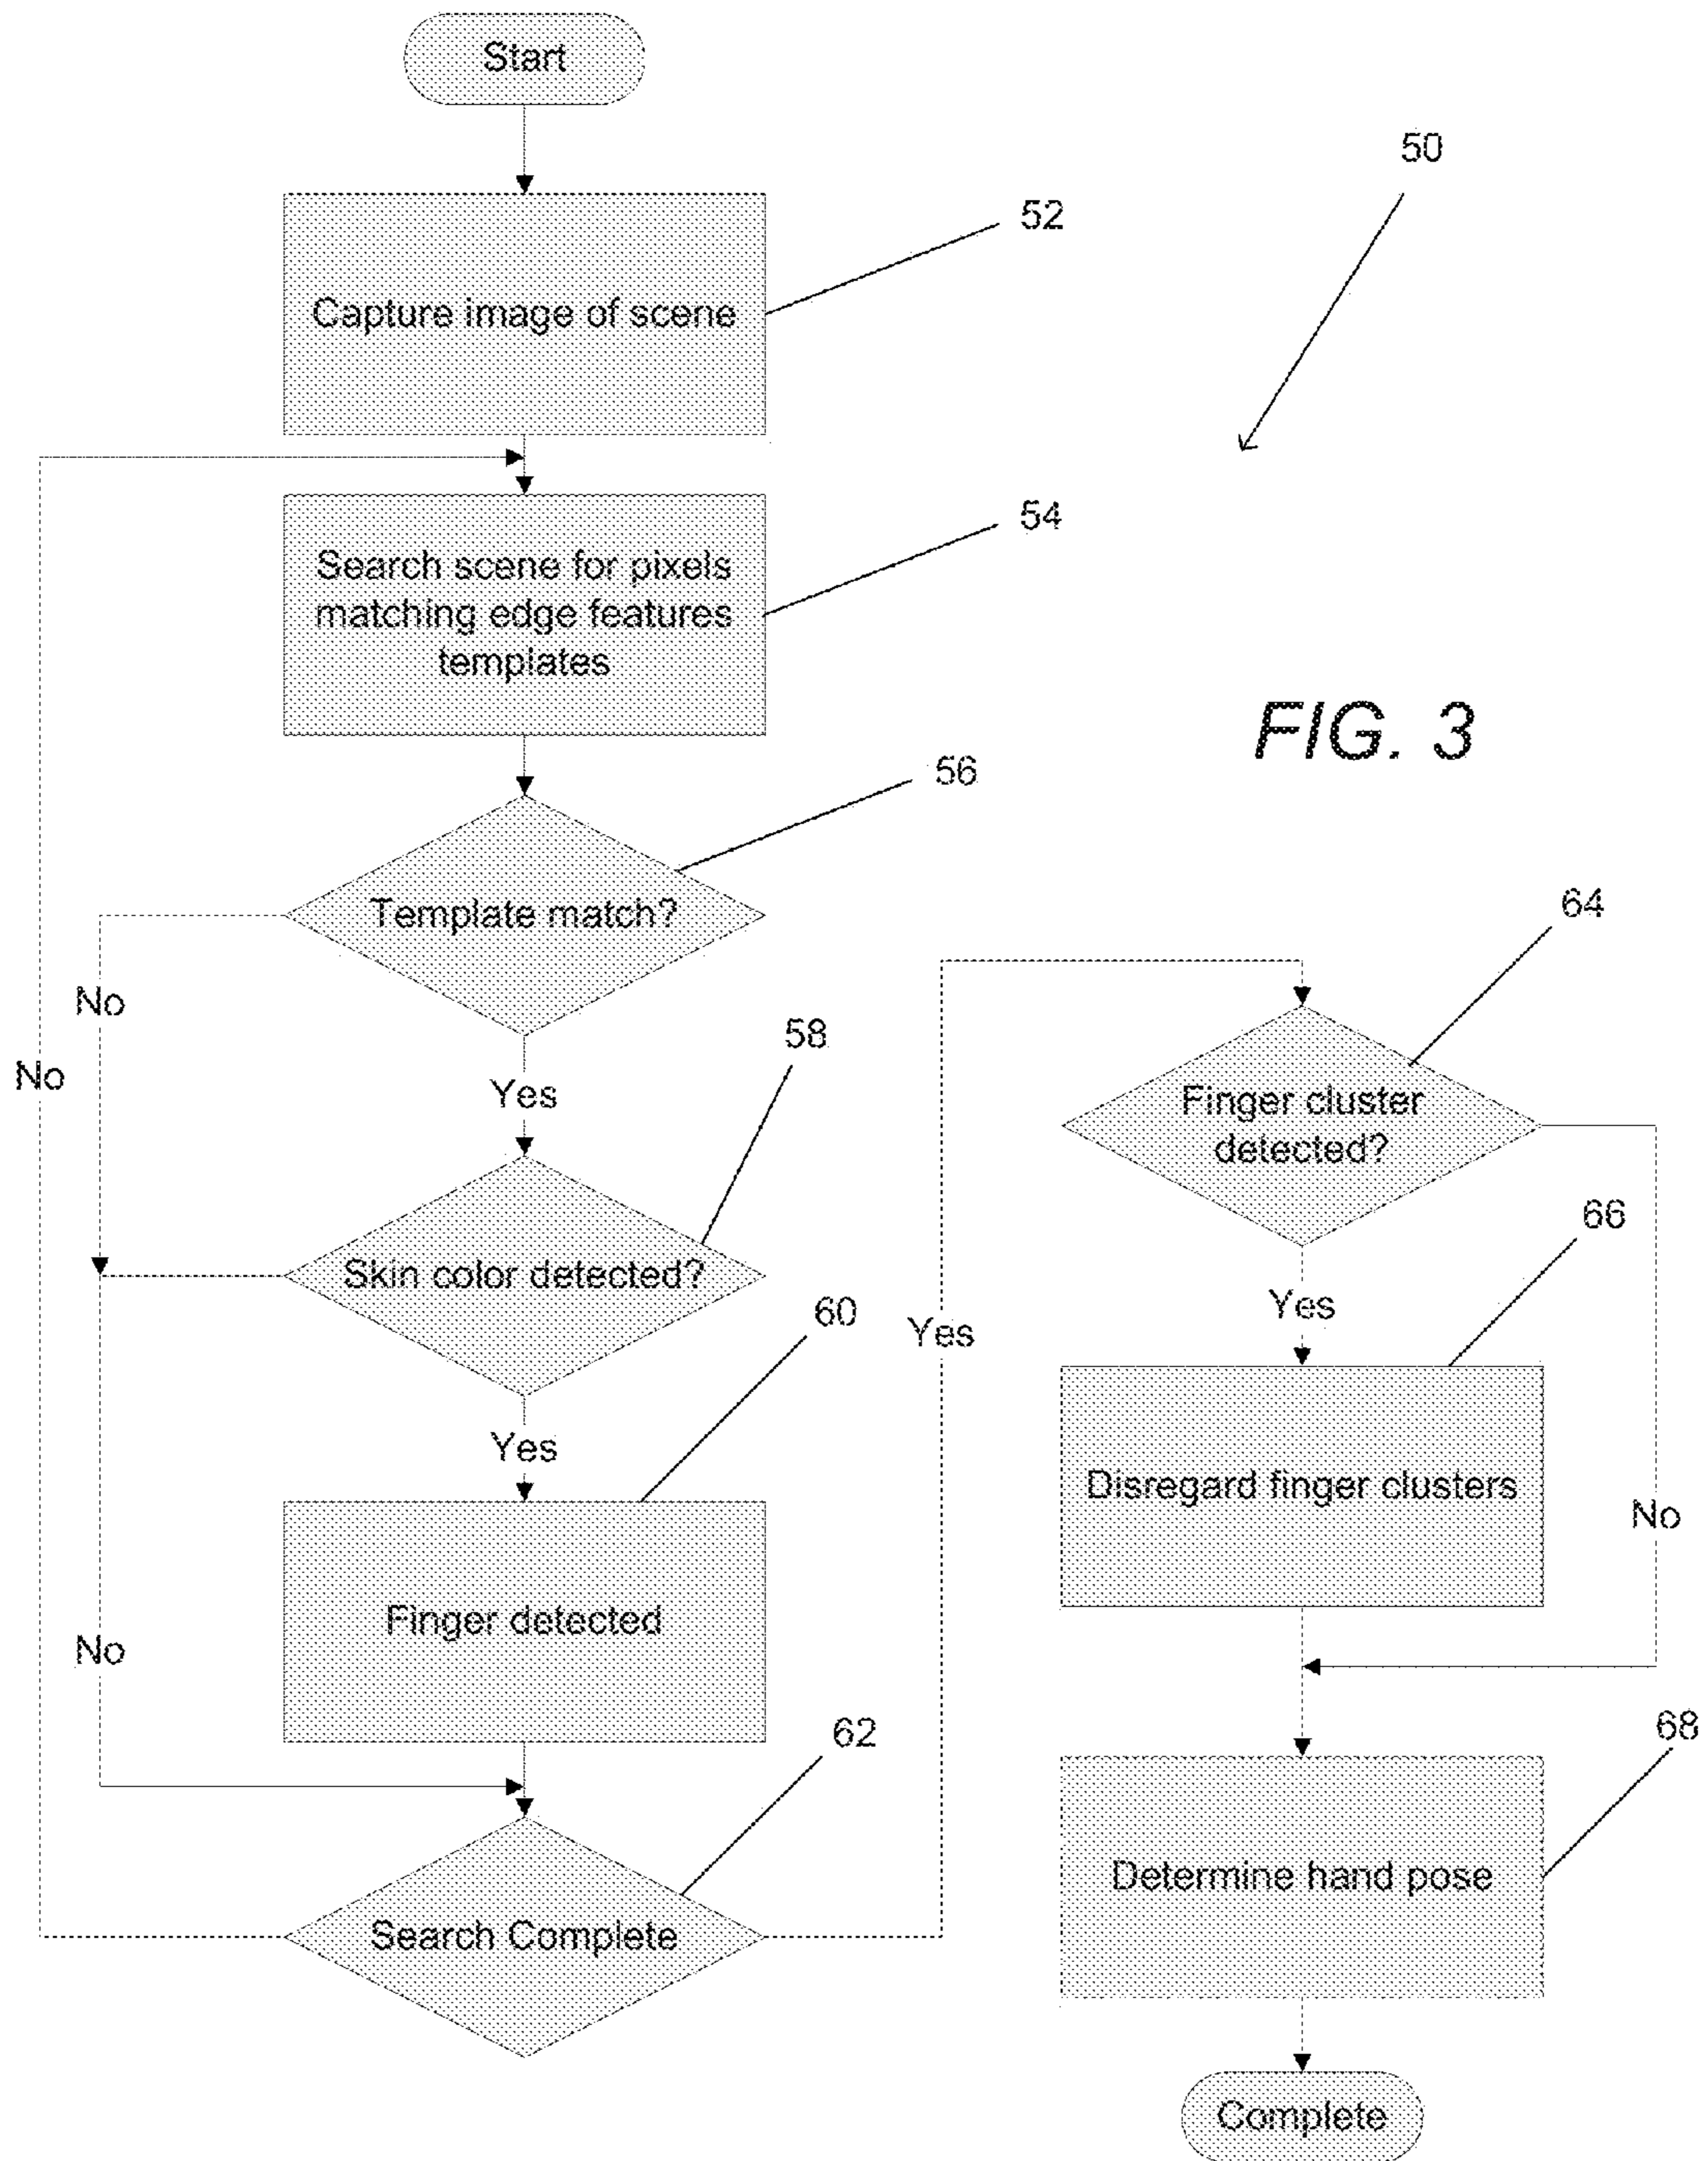 Start
50
52
Capture image of scene
54
Search scene for pixels
matching edge features
templates
FIG. 3
56
Template match?
No
No
Yes
58
Skin color detected?
Yes
60
Finger detected
No
62
Search Complete
Yes
64
Finger cluster
detected?
Yes
66
Disregard finger clusters
No
68
Determine hand pose
Complete